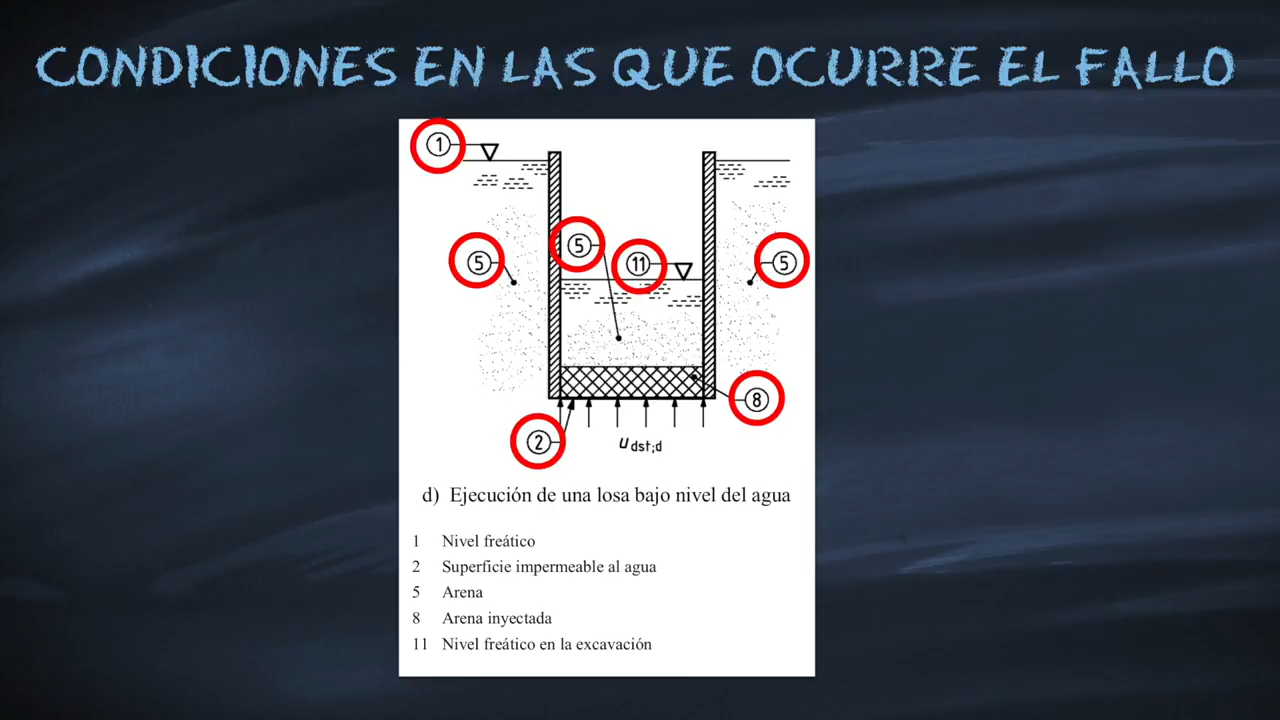 CONDICIONES EN LAS QUE OCURRE EL FALLO
1
5
5
11
5
8
2
u dst;d
d) Ejecución de una losa bajo nivel del agua
1 Nivel freático
2 Superficie impermeable al agua
5 Arena
8 Arena inyectada
11 Nivel freático en la excavación